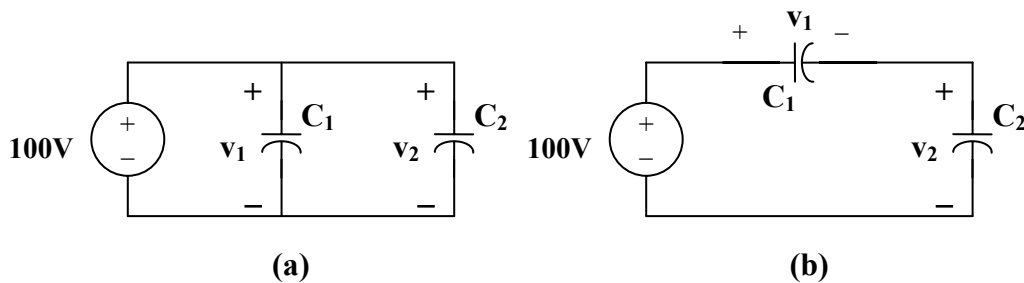 + v₁ −
+ C₁ + C₂ C₁ + C₂
100V + − v₁ v₂ 100V + − v₂
− − −
(a) (b)